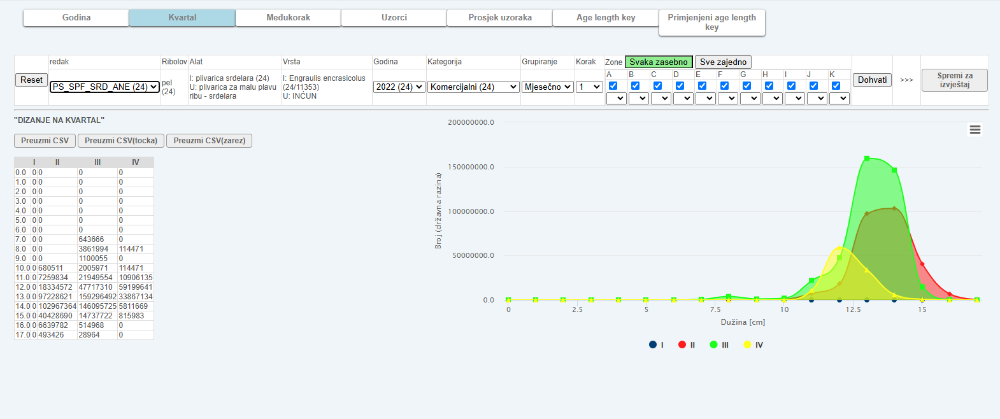 Godina Kvartal Međukorak Uzorci Prosjek uzoraka Age length key Primjenjeni age length
key
redak Ribolov Alat Vrsta Godina Kategorija Grupiranje Korak Zone Svaka zasebno Sve zajedno
Reset PS_SPF_SRD_ANE (24) pel
(24) I: plivarica srdelara (24)
U: plivarica za malu plavu
ribu - srdelara I: Engraulis encrasicolus
(24/11353)
U: INĆUN 2022 (24) Komercijalni (24) Mjesečno 1 A B C D E F G H I J K Dohvati >>> Spremi za
izvještaj
"DIZANJE NA KVARTAL"
Preuzmi CSV Preuzmi CSV(tocka) Preuzmi CSV(zarez)
I II III IV
0.0 0 0 0 0
1.0 0 0 0 0
2.0 0 0 0 0
3.0 0 0 0 0
4.0 0 0 0 0
5.0 0 0 0 0
6.0 0 0 0 0
7.0 0 0 643666 0
8.0 0 0 3861994 114471
9.0 0 0 1100055 0
10.0 0 680511 2005971 114471
11.0 0 7259834 21949554 10906135
12.0 0 18334572 47717310 59199641
13.0 0 97228621 159296492 33867134
14.0 0 102967364 146095725 5811669
15.0 0 40428690 14737722 815983
16.0 0 6639782 514968 0
17.0 0 493426 28964 0
Broj (državna razina)
200000000.0
150000000.0
100000000.0
50000000.0
0.0
0 2.5 5 7.5 10 12.5 15
Dužina [cm]
I II III IV